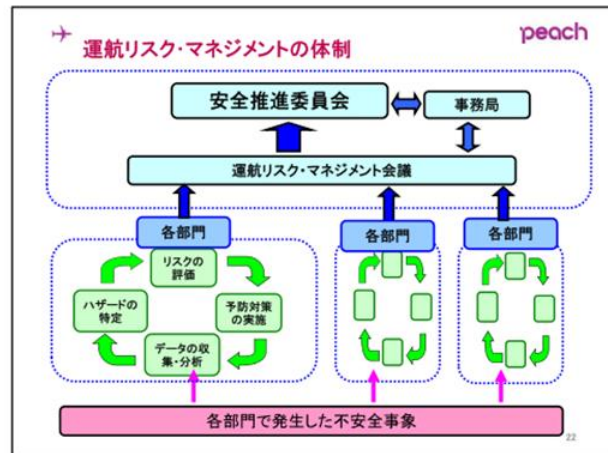 運航リスク･マネジメントの体制
peach
安全推進委員会
事務局
運航リスク･マネジメント会議
各部門
各部門
各部門
リスクの
評価
ハザードの
特定
予防対策
の実施
データの収
集･分析
各部門で発生した不安全事象
22